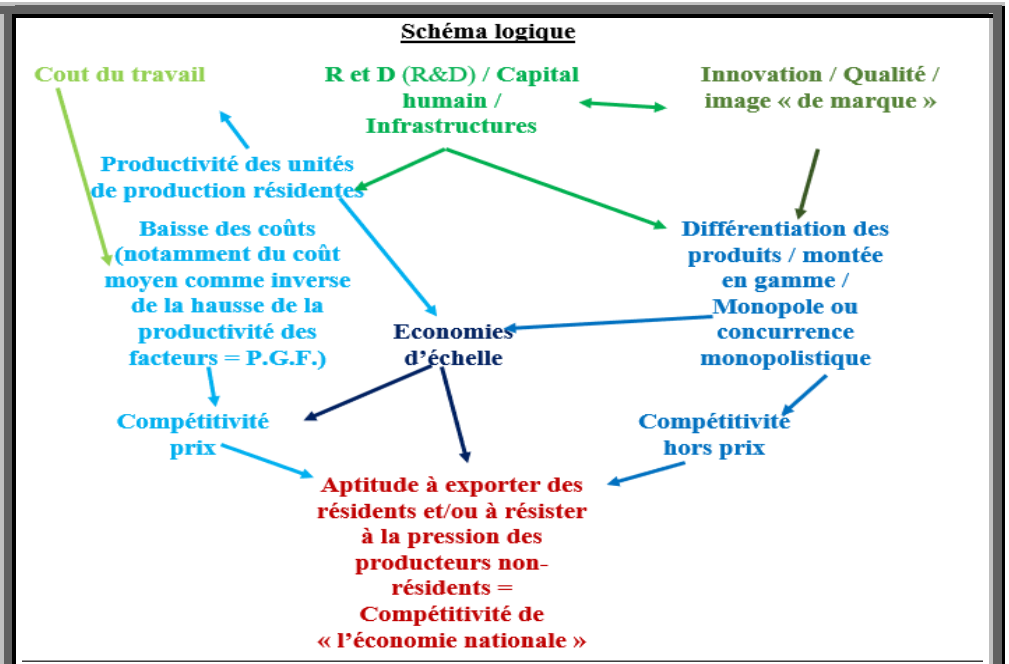 Schéma logique
Cout du travail
R et D (R&D) / Capital
humain /
Infrastructures
Innovation / Qualité /
image « de marque »
Productivité des unités
de production résidentes
Baisse des coûts
(notamment du coût
moyen comme inverse
de la hausse de la
productivité des
facteurs = P.G.F.)
Différentiation des
produits / montée
en gamme /
Monopole ou
concurrence
monopolistique
Economies
d’échelle
Compétitivité
prix
Compétitivité
hors prix
Aptitude à exporter des
résidents et/ou à résister
à la pression des
producteurs non-
résidents =
Compétitivité de
« l’économie nationale »